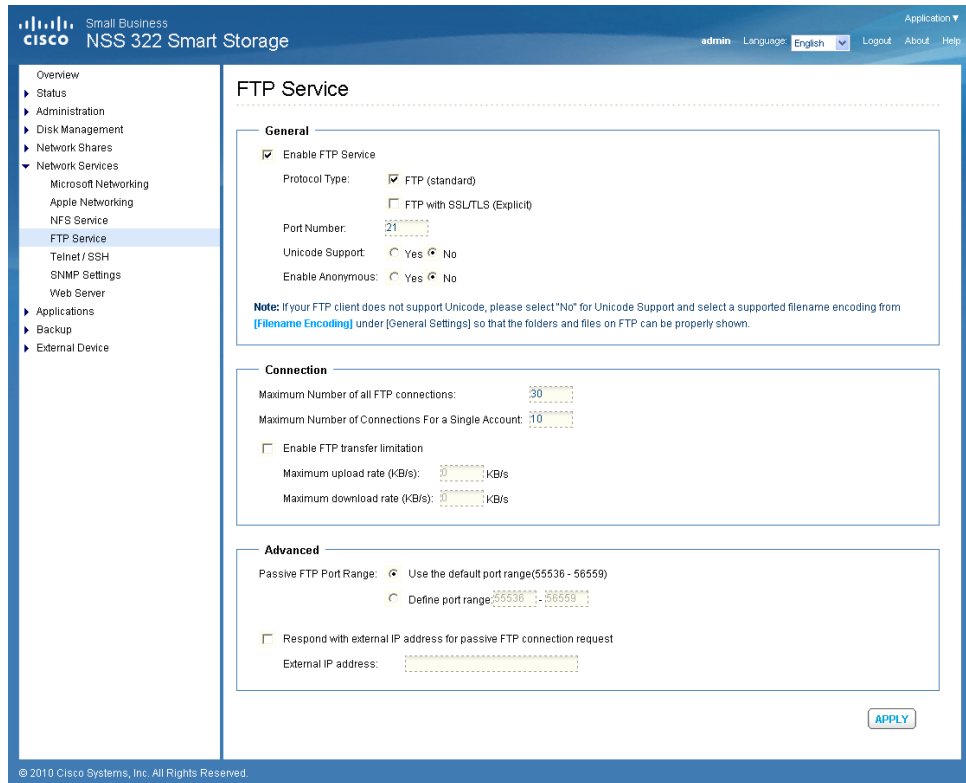 Small Business
CISCO NSS 322 Smart Storage
Application ▼
admin Language: English Logout About Help
Overview
Status
Administration
Disk Management
Network Shares
Network Services
Microsoft Networking
Apple Networking
NFS Service
FTP Service
Telnet / SSH
SNMP Settings
Web Server
Applications
Backup
External Device
FTP Service
General
Enable FTP Service
Protocol Type: FTP (standard)
FTP with SSL/TLS (Explicit)
Port Number: 21
Unicode Support: Yes No
Enable Anonymous: Yes No
Note: If your FTP client does not support Unicode, please select "No" for Unicode Support and select a supported filename encoding from
[Filename Encoding] under [General Settings] so that the folders and files on FTP can be properly shown.
Connection
Maximum Number of all FTP connections: 30
Maximum Number of Connections For a Single Account: 10
Enable FTP transfer limitation
Maximum upload rate (KB/s): 0 KB/s
Maximum download rate (KB/s): 0 KB/s
Advanced
Passive FTP Port Range: Use the default port range(55536 - 56559)
Define port range: 55536 - 56559
Respond with external IP address for passive FTP connection request
External IP address:
APPLY
© 2010 Cisco Systems, Inc. All Rights Reserved.